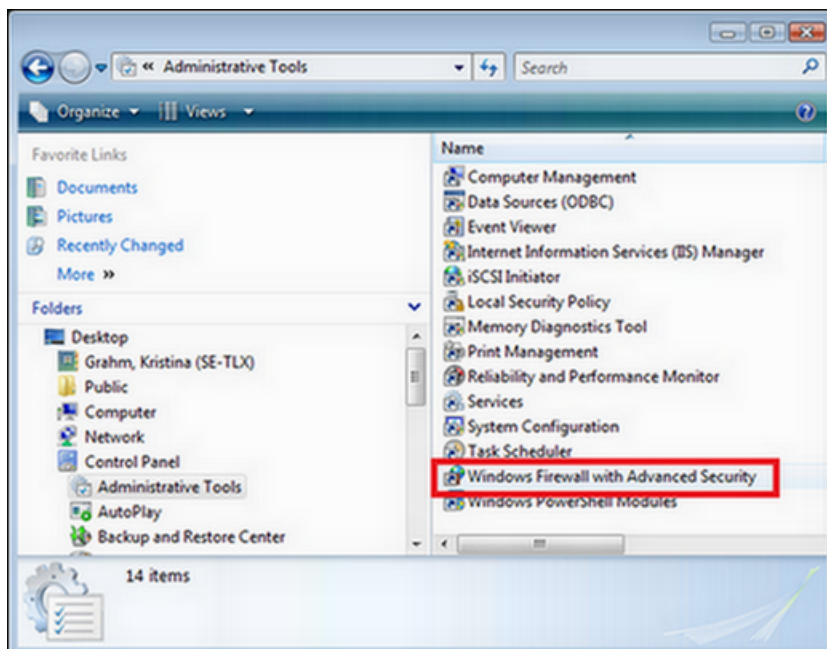 « Administrative Tools
Search
Organize
Views
Favorite Links
Documents
Pictures
Recently Changed
More »
Folders
Desktop
Grahm, Kristina (SE-TLX)
Public
Computer
Network
Control Panel
Administrative Tools
AutoPlay
Backup and Restore Center
Name
Computer Management
Data Sources (ODBC)
Event Viewer
Internet Information Services (IIS) Manager
iSCSI Initiator
Local Security Policy
Memory Diagnostics Tool
Print Management
Reliability and Performance Monitor
Services
System Configuration
Task Scheduler
Windows Firewall with Advanced Security
Windows PowerShell Modules
14 items